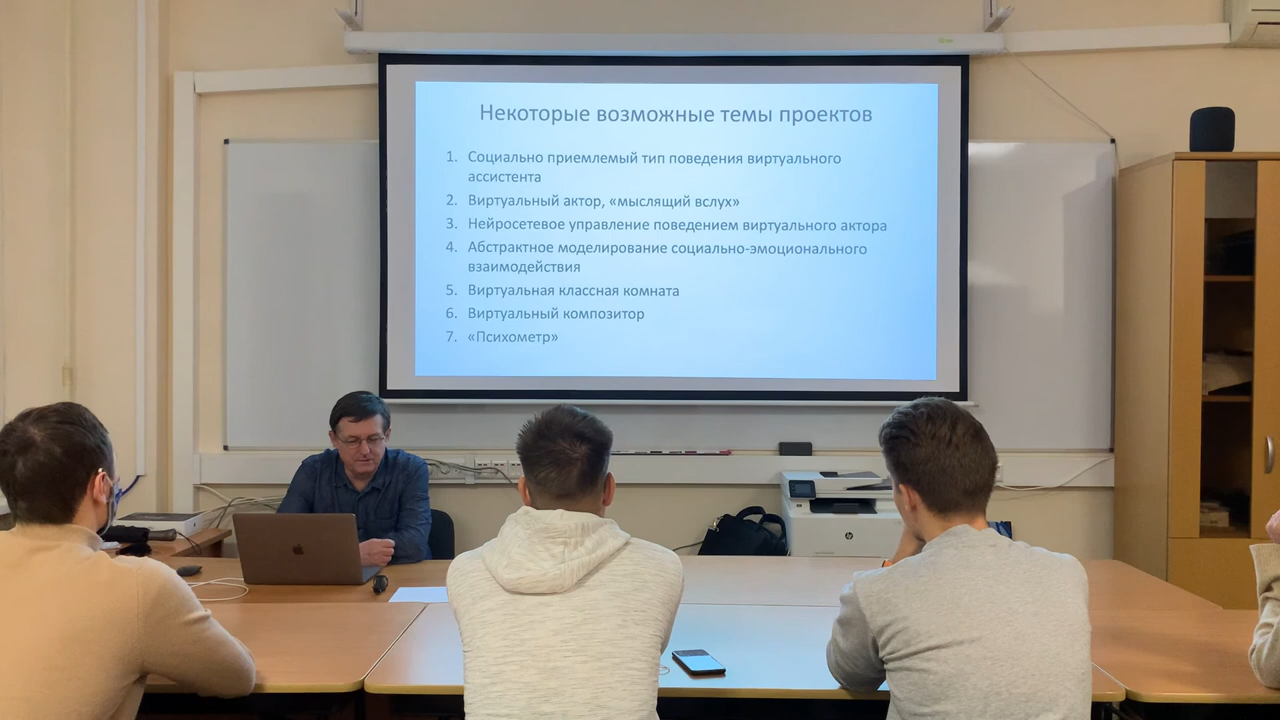 Некоторые возможные темы проектов
1. Социально приемлемый тип поведения виртуального
ассистента
2. Виртуальный актор, «мыслящий вслух»
3. Нейросетевое управление поведением виртуального актора
4. Абстрактное моделирование социально-эмоционального
взаимодействия
5. Виртуальная классная комната
6. Виртуальный композитор
7. «Психометр»
hp